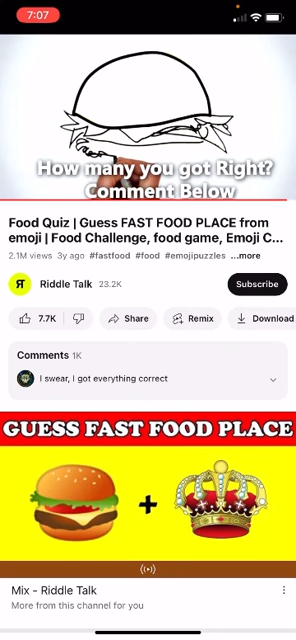 7:07
How many you got Right?
Comment Below
Food Quiz | Guess FAST FOOD PLACE from
emoji | Food Challenge, food game, Emoji C...
2.1M views 3y ago #fastfood #food #emojipuzzles ...more
ЯT Riddle Talk 23.2K Subscribe
7.7K Share Remix Download
Comments 1K
I swear, I got everything correct
GUESS FAST FOOD PLACE
+
Mix - Riddle Talk
More from this channel for you